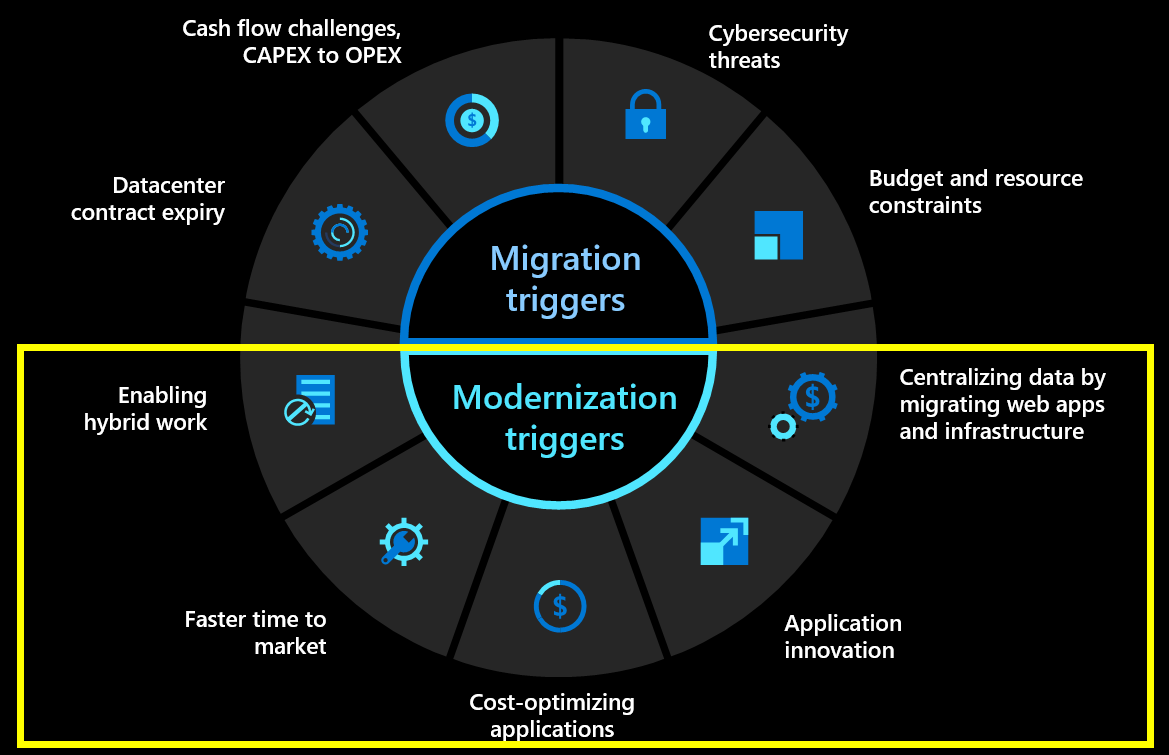 Cash flow challenges,
CAPEX to OPEX
Cybersecurity
threats
$
Datacenter
contract expiry
Budget and resource
constraints
Migration
triggers
Enabling
hybrid work
Modernization
triggers
$
Centralizing data by
migrating web apps
and infrastructure
Faster time to
market
$
Application
innovation
Cost-optimizing
applications